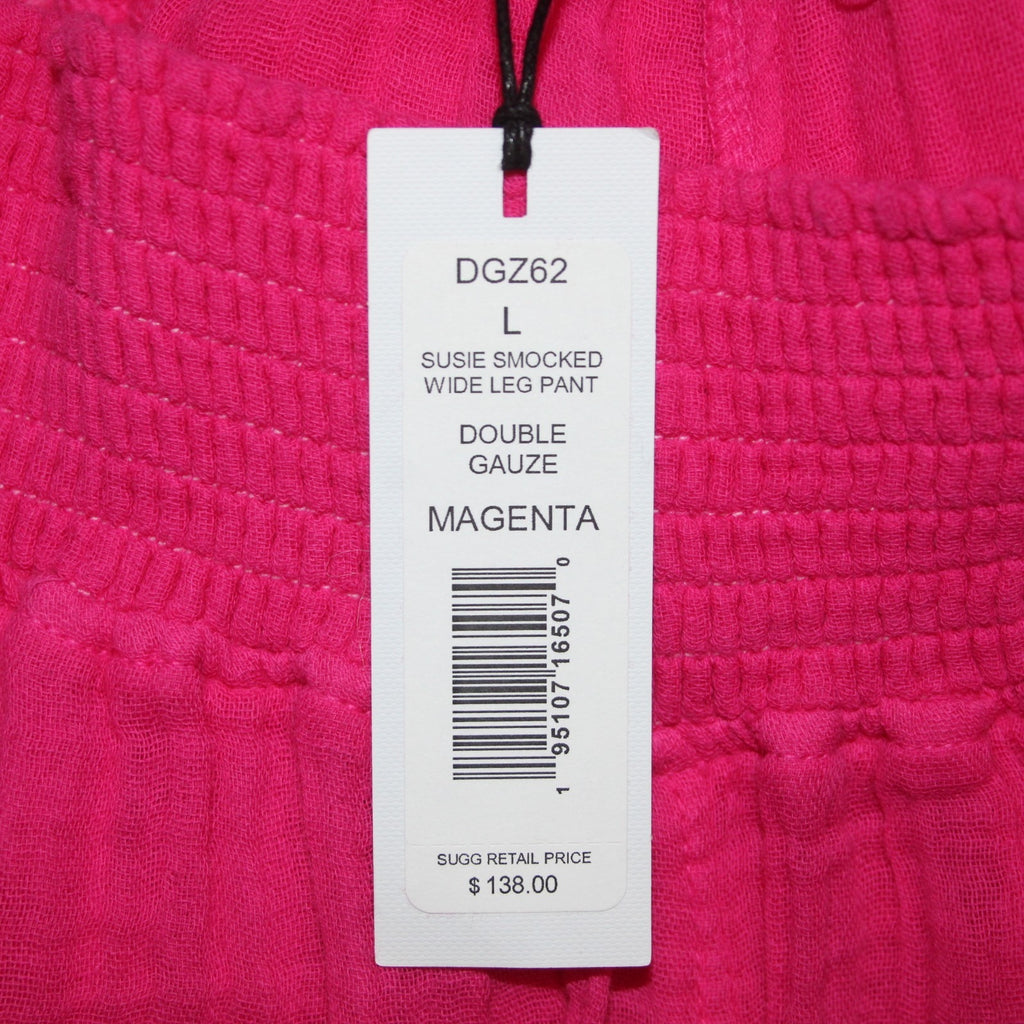 DGZ62
L
SUSIE SMOCKED
WIDE LEG PANT
DOUBLE
GAUZE
MAGENTA
1 95107 16507 0
SUGG RETAIL PRICE
$ 138.00